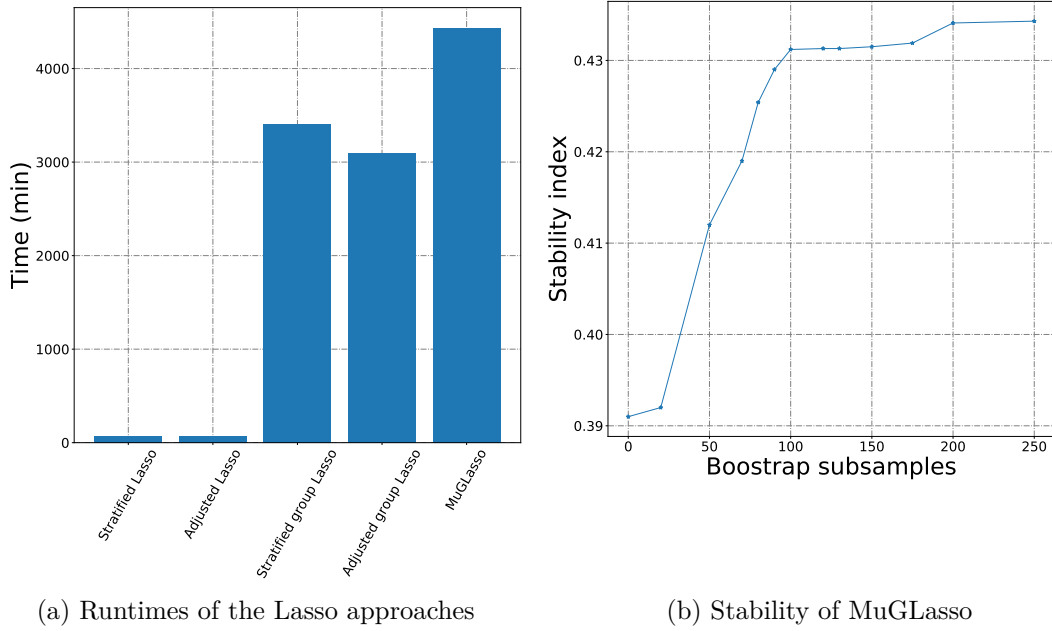 Time (min)
4000
3000
2000
1000
0
Stratified Lasso
Adjusted Lasso
Stratified group Lasso
Adjusted group Lasso
MuGLasso
(a) Runtimes of the Lasso approaches
Stability index
0.43
0.42
0.41
0.40
0.39
0
50
100
150
200
250
Boostrap subsamples
(b) Stability of MuGLasso